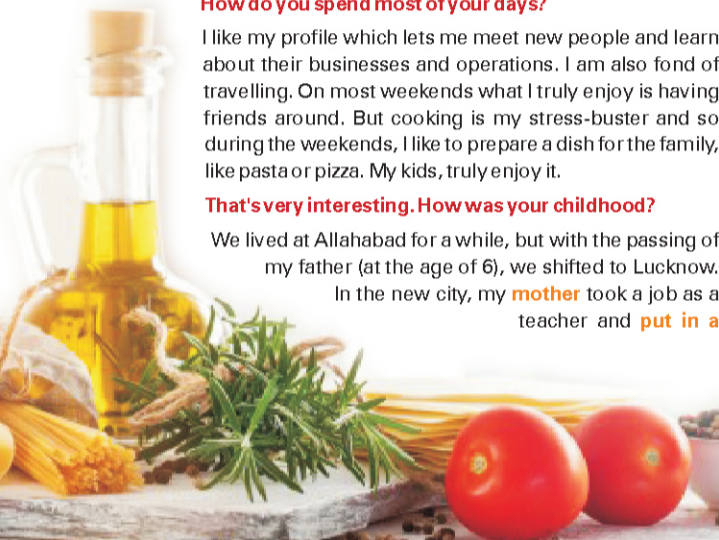 How do you spend most of your days?
I like my profile which lets me meet new people and learn
about their businesses and operations. I am also fond of
travelling. On most weekends what I truly enjoy is having
friends around. But cooking is my stress-buster and so
during the weekends, I like to prepare a dish for the family,
like pasta or pizza. My kids, truly enjoy it.
That's very interesting. How was your childhood?
We lived at Allahabad for a while, but with the passing of
my father (at the age of 6), we shifted to Lucknow.
In the new city, my mother took a job as a
teacher and put in a